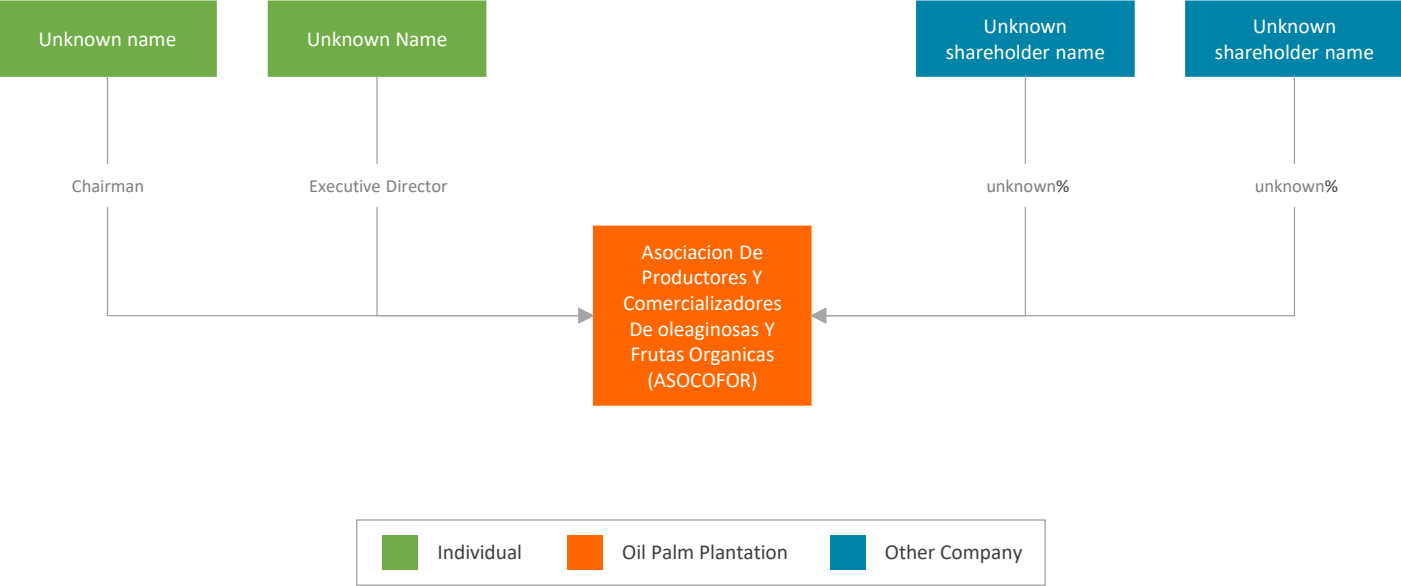 Unknown name
Unknown Name
Unknown
shareholder name
Unknown
shareholder name
Chairman
Executive Director
unknown%
unknown%
Asociacion De
Productores Y
Comercializadores
De oleaginosas Y
Frutas Organicas
(ASOCOFOR)
Individual
Oil Palm Plantation
Other Company